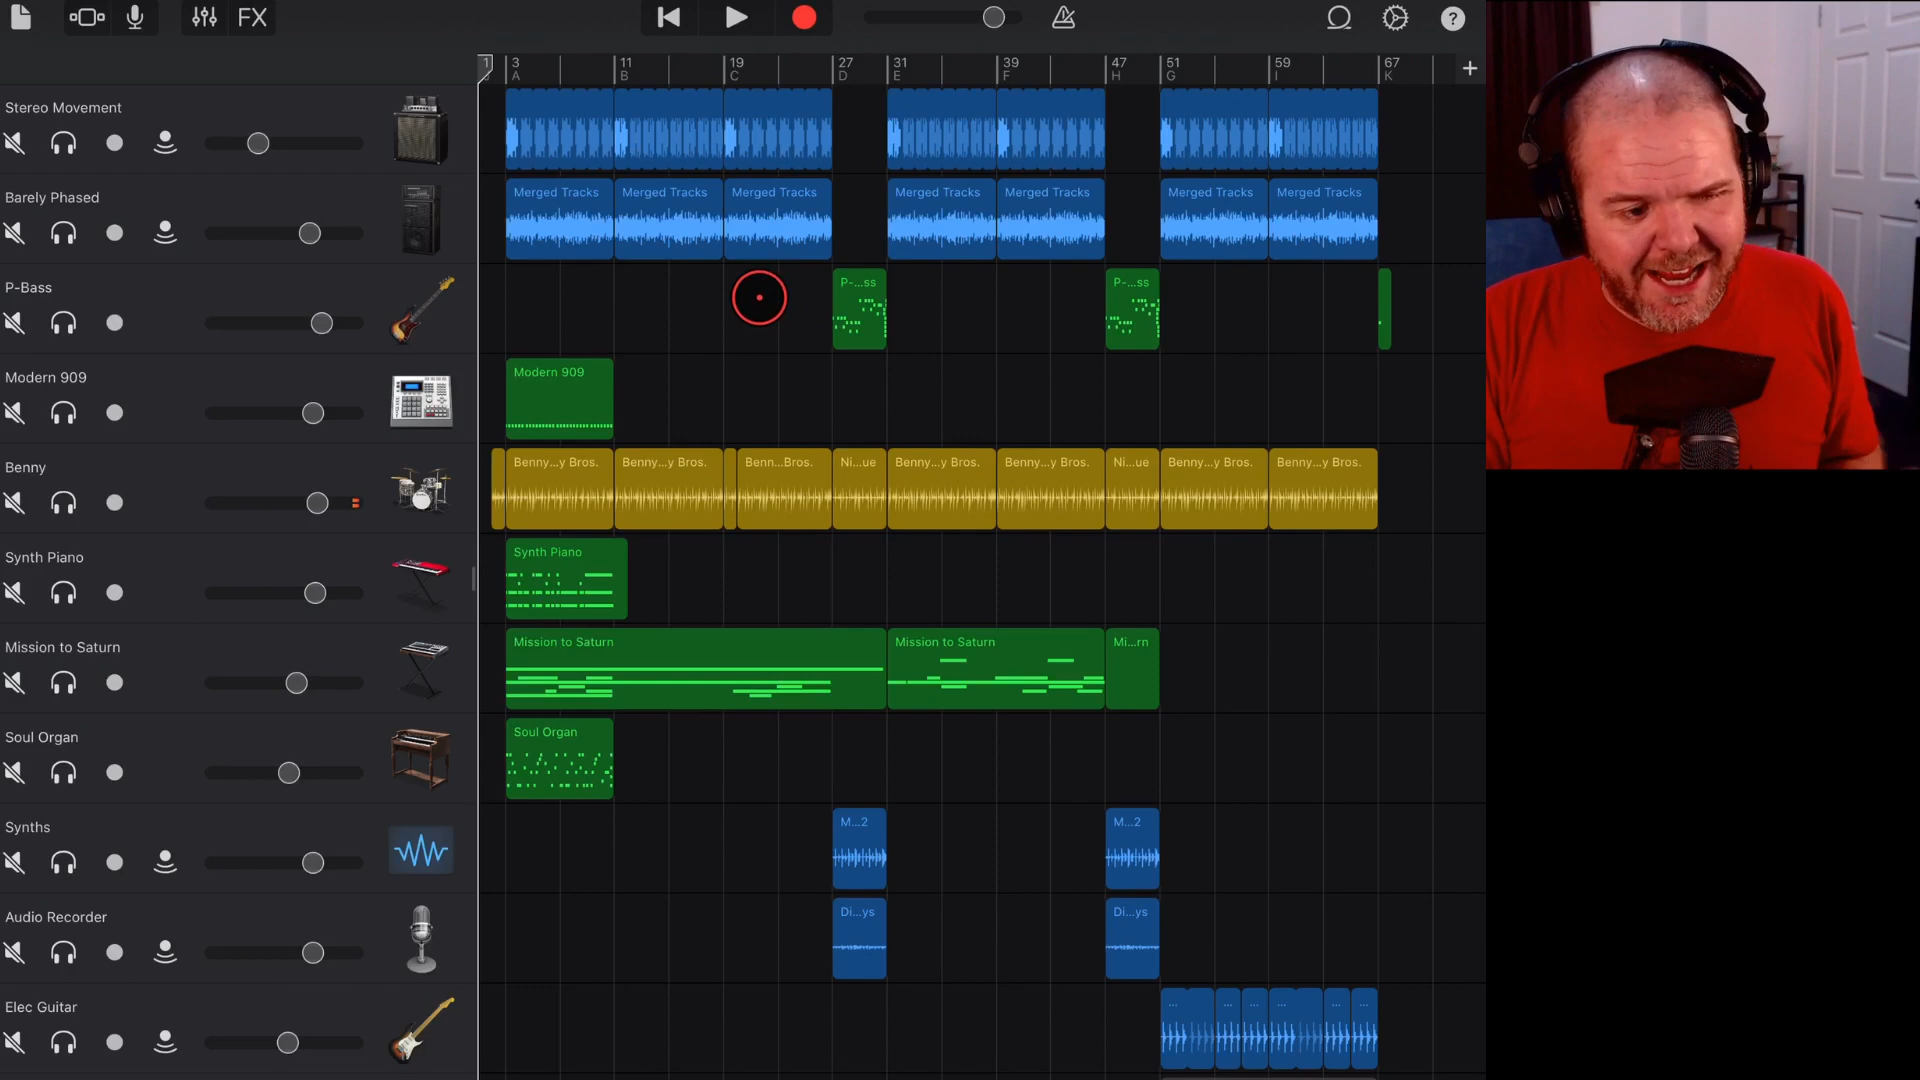 FX
?
1
3
11
19
27
31
39
47
51
59
67
+
A
B
C
D
E
F
H
G
I
K
Stereo Movement
Barely Phased
Merged Tracks
Merged Tracks
Merged Tracks
Merged Tracks
Merged Tracks
Merged Tracks
Merged Tracks
P-Bass
P-...ss
P-...ss
Modern 909
Modern 909
Benny
Benny...y Bros.
Benny...y Bros.
Benn...Bros.
Ni...ue
Benny...y Bros.
Benny...y Bros.
Ni...ue
Benny...y Bros.
Benny...y Bros.
Synth Piano
Synth Piano
Mission to Saturn
Mission to Saturn
Mission to Saturn
Mi...rn
Soul Organ
Soul Organ
Synths
M...2
M...2
Audio Recorder
Di...ys
Di...ys
Elec Guitar
...
...
...
...
...
...